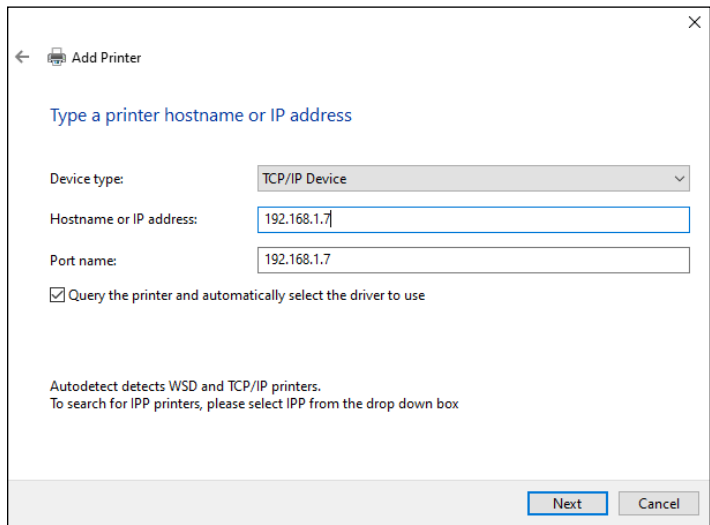 Add Printer
Type a printer hostname or IP address
Device type: TCP/IP Device
Hostname or IP address: 192.168.1.7
Port name: 192.168.1.7
Query the printer and automatically select the driver to use
Autodetect detects WSD and TCP/IP printers.
To search for IPP printers, please select IPP from the drop down box
Next Cancel